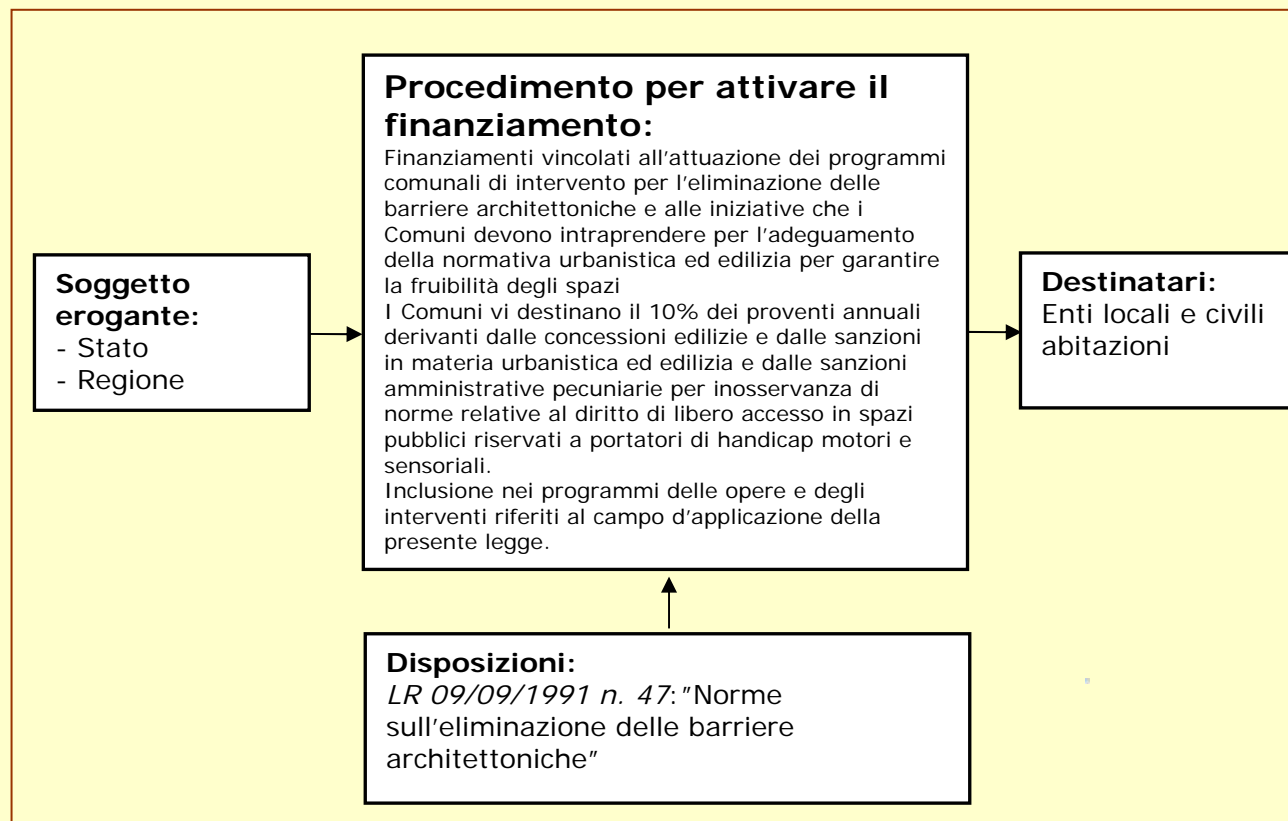 Procedimento per attivare il
finanziamento:
Finanziamenti vincolati all'attuazione dei programmi
comunali di intervento per l'eliminazione delle
barriere architettoniche e alle iniziative che i
Comuni devono intraprendere per l'adeguamento
della normativa urbanistica ed edilizia per garantire
la fruibilità degli spazi
I Comuni vi destinano il 10% dei proventi annuali
derivanti dalle concessioni edilizie e dalle sanzioni
in materia urbanistica ed edilizia e dalle sanzioni
amministrative pecuniarie per inosservanza di
norme relative al diritto di libero accesso in spazi
pubblici riservati a portatori di handicap motori e
sensoriali.
Inclusione nei programmi delle opere e degli
interventi riferiti al campo d'applicazione della
presente legge.
Soggetto
erogante:
- Stato
- Regione
Destinatari:
Enti locali e civili
abitazioni
Disposizioni:
LR 09/09/1991 n. 47:"Norme
sull'eliminazione delle barriere
architettoniche"